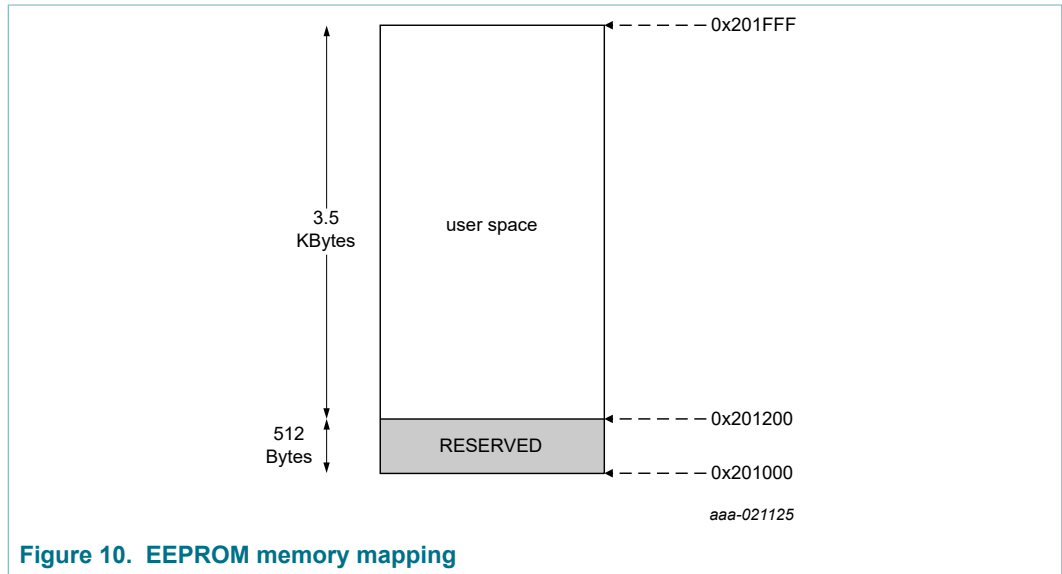 0x201FFF
3.5
KBytes
user space
0x201200
512
Bytes
RESERVED
0x201000
aaa-021125
Figure 10. EEPROM memory mapping